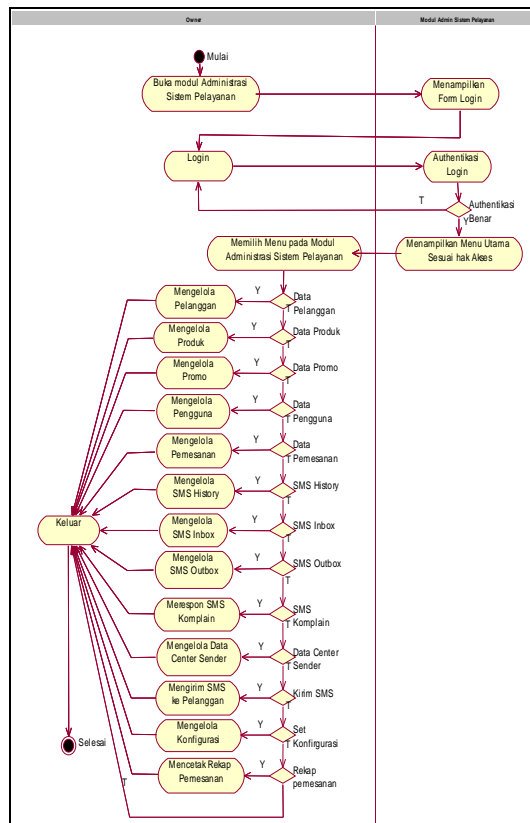 Owner
Modul Admin Sistem Pelayanan
Mulai
Buka modul Administrasi
Sistem Pelayanan
Menampilkan
Form Login
Login
Authentikasi
Login
T
Authentikasi
Benar
Y
Memilih Menu pada Modul
Administrasi Sistem Pelayanan
Menampilkan Menu Utama
Sesuai hak Akses
Mengelola
Pelanggan
Y
Data
Pelanggan
T
Mengelola
Produk
Y
Data Produk
T
Mengelola
Promo
Y
Data Promo
T
Mengelola
Pengguna
Y
Data
Pengguna
T
Mengelola
Pemesanan
Y
Data
Pemesanan
T
Mengelola
SMS History
Y
SMS History
T
Keluar
Mengelola
SMS Inbox
Y
SMS Inbox
T
Mengelola
SMS Outbox
Y
SMS Outbox
T
Merespon SMS
Komplain
Y
SMS
Komplain
T
Mengelola Data
Center Sender
Y
Data Center
Sender
T
Mengirim SMS
ke Pelanggan
Y
Kirim SMS
T
Mengelola
Konfigurasi
Y
Set
Konfirgurasi
T
Selesai
Mencetak Rekap
Pemesanan
Y
Rekap
pemesanan
T